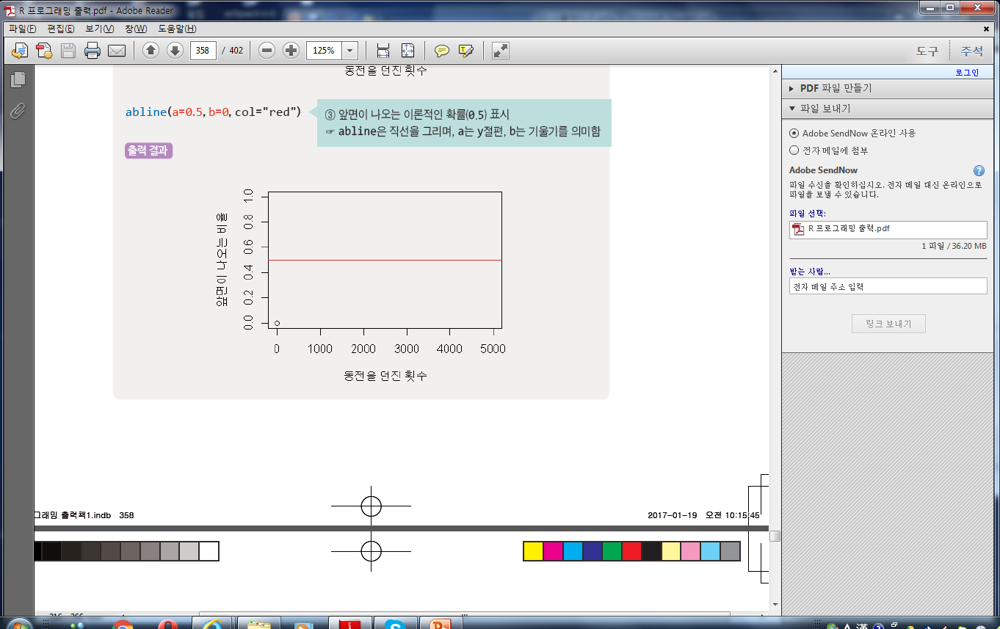 R 프로그래밍 출력.pdf - Adobe Reader
파일(F) 편집(E) 보기(V) 창(W) 도움말(H)
358 / 402
125%
도구 주석
동전을 던진 횟수
abline(a=0.5, b=0, col="red")
③ 앞면이 나오는 이론적인 확률(0.5) 표시
☞ abline은 직선을 그리며, a는 y절편, b는 기울기를 의미함
출력 결과
앞면이 나오는 비율
1.0
0.8
0.6
0.4
0.2
0.0
0 1000 2000 3000 4000 5000
동전을 던진 횟수
그래밍 출력책1.indb 358
2017-01-19 오전 10:15:45
로그인
PDF 파일 만들기
파일 보내기
Adobe SendNow 온라인 사용
전자 메일에 첨부
Adobe SendNow
파일 수신을 확인하십시오. 전자 메일 대신 온라인으로
파일을 보낼 수 있습니다.
파일 선택:
R 프로그래밍 출력.pdf
1 파일 / 36.20 MB
받는 사람...
전자 메일 주소 입력
링크 보내기
A 漢